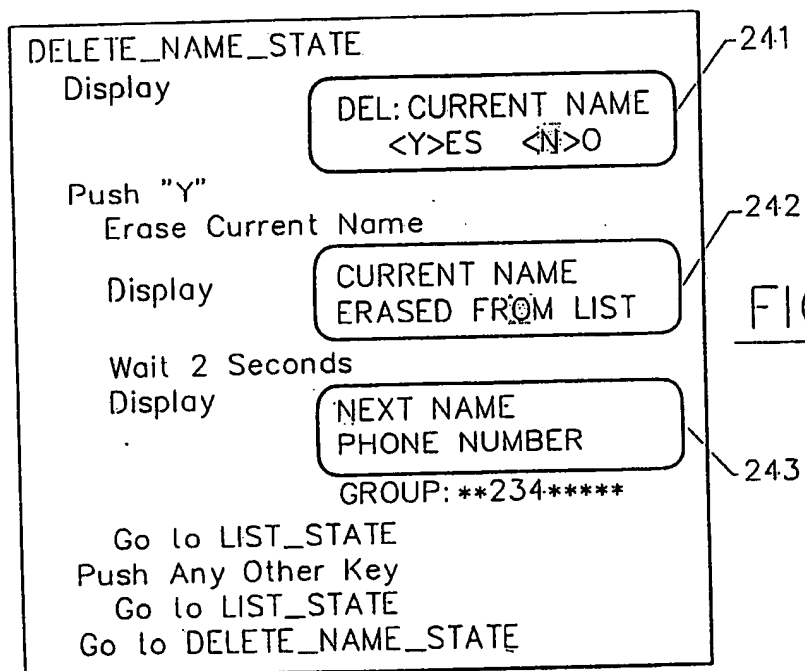 DELETE_NAME_STATE
Display
DEL: CURRENT NAME
<Y>ES <N>O
241
Push "Y"
Erase Current Name
242
Display
CURRENT NAME
ERASED FROM LIST
FIG
Wait 2 Seconds
Display
NEXT NAME
PHONE NUMBER
243
GROUP: **234*****
Go to LIST_STATE
Push Any Other Key
Go to LIST_STATE
Go to DELETE_NAME_STATE